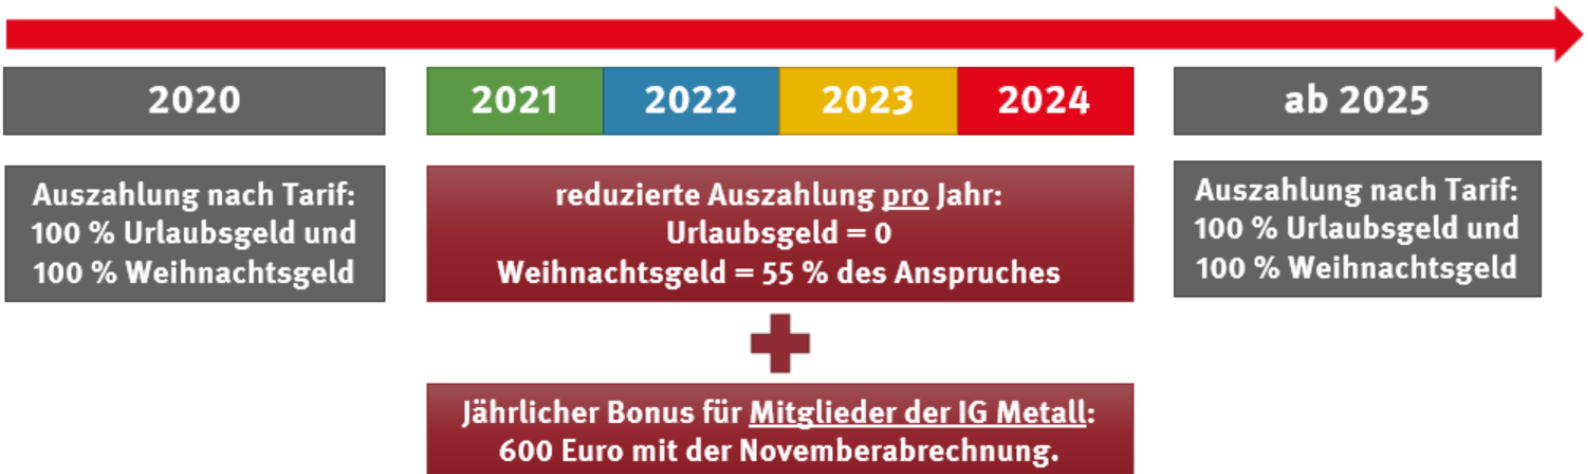 2020
2021
2022
2023
2024
ab 2025
Auszahlung nach Tarif:
100 % Urlaubsgeld und
100 % Weihnachtsgeld
reduzierte Auszahlung pro Jahr:
Urlaubsgeld = 0
Weihnachtsgeld = 55 % des Anspruches
Auszahlung nach Tarif:
100 % Urlaubsgeld und
100 % Weihnachtsgeld
Jährlicher Bonus für Mitglieder der IG Metall:
600 Euro mit der Novemberabrechnung.